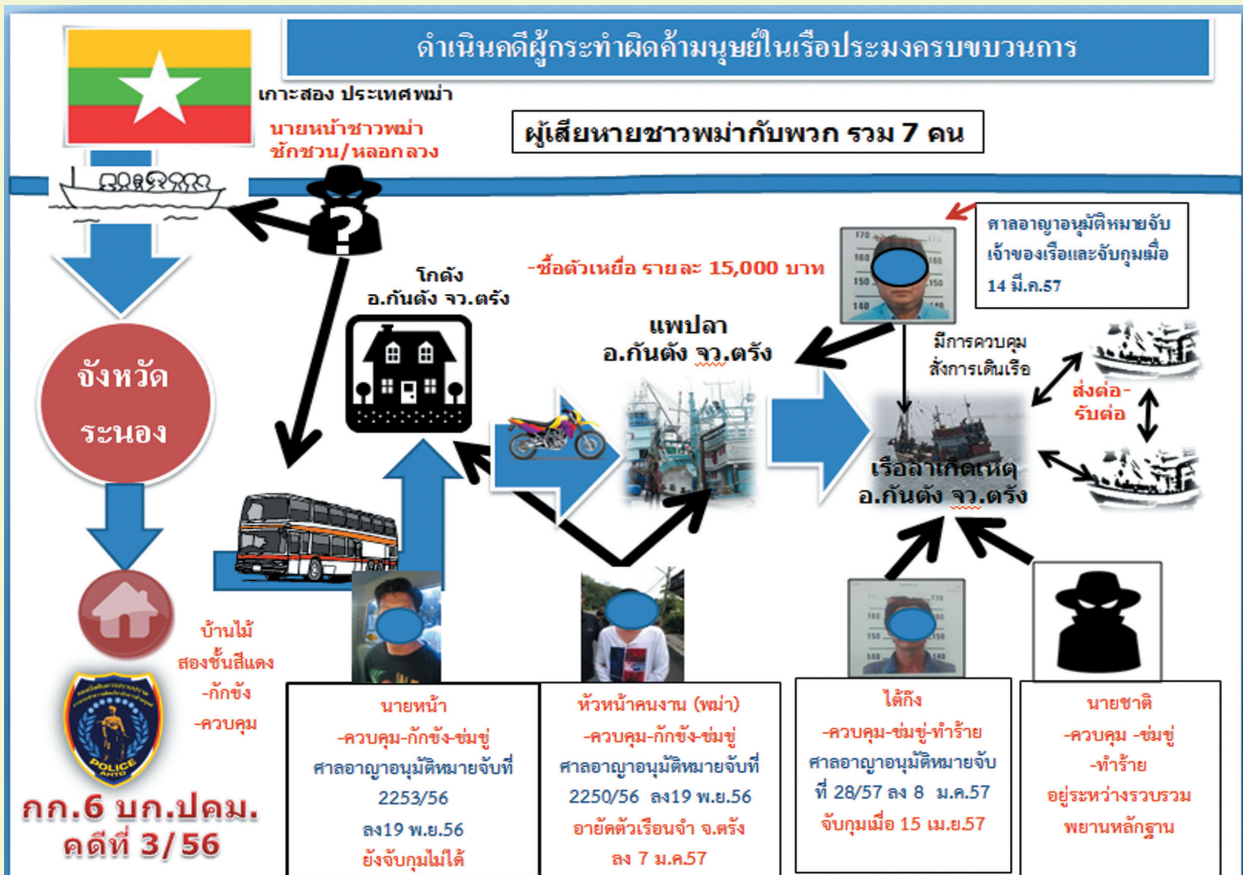 ดำเนินคดีผู้กระทำผิดค้ามนุษย์ในเรือประมงครบขบวนการ
เกาะสอง ประเทศพม่า
นายหน้าชาวพม่า
ชักชวน/หลอกลวง
ผู้เสียหายชาวพม่ากับพวก รวม 7 คน
?
ศาลอาญาอนุมัติหมายจับ
เจ้าของเรือและจับกุมเมื่อ
14 มี.ค.57
-ซื้อตัวเหยื่อ รายละ 15,000 บาท
170
160
150
140
โกดัง
อ.กันตัง จว.ตรัง
แพปลา
อ.กันตัง จว.ตรัง
มีการควบคุม
สั่งการเดินเรือ
ส่งต่อ-
รับต่อ
จังหวัด
ระนอง
เรือลำเกิดเหตุ
อ.กันตัง จว.ตรัง
บ้านไม้
สองชั้นสีแดง
-กักขัง
-ควบคุม
POLICE
AHTD
กก.6 บก.ปคม.
คดีที่ 3/56
นายหน้า
-ควบคุม-กักขัง-ข่มขู่
ศาลอาญาอนุมัติหมายจับที่
2253/56
ลง19 พ.ย.56
ยังจับกุมไม่ได้
หัวหน้าคนงาน (พม่า)
-ควบคุม-กักขัง-ข่มขู่
ศาลอาญาอนุมัติหมายจับที่
2250/56 ลง19 พ.ย.56
อายัดตัวเรือนจำ จ.ตรัง
ลง 7 ม.ค.57
170
150
140
ไต้ก๊ง
-ควบคุม-ข่มขู่-ทำร้าย
ศาลอาญาอนุมัติหมายจับ
ที่ 28/57 ลง 8 ม.ค.57
จับกุมเมื่อ 15 เม.ย.57
นายชาติ
-ควบคุม -ข่มขู่
-ทำร้าย
อยู่ระหว่างรวบรวม
พยานหลักฐาน